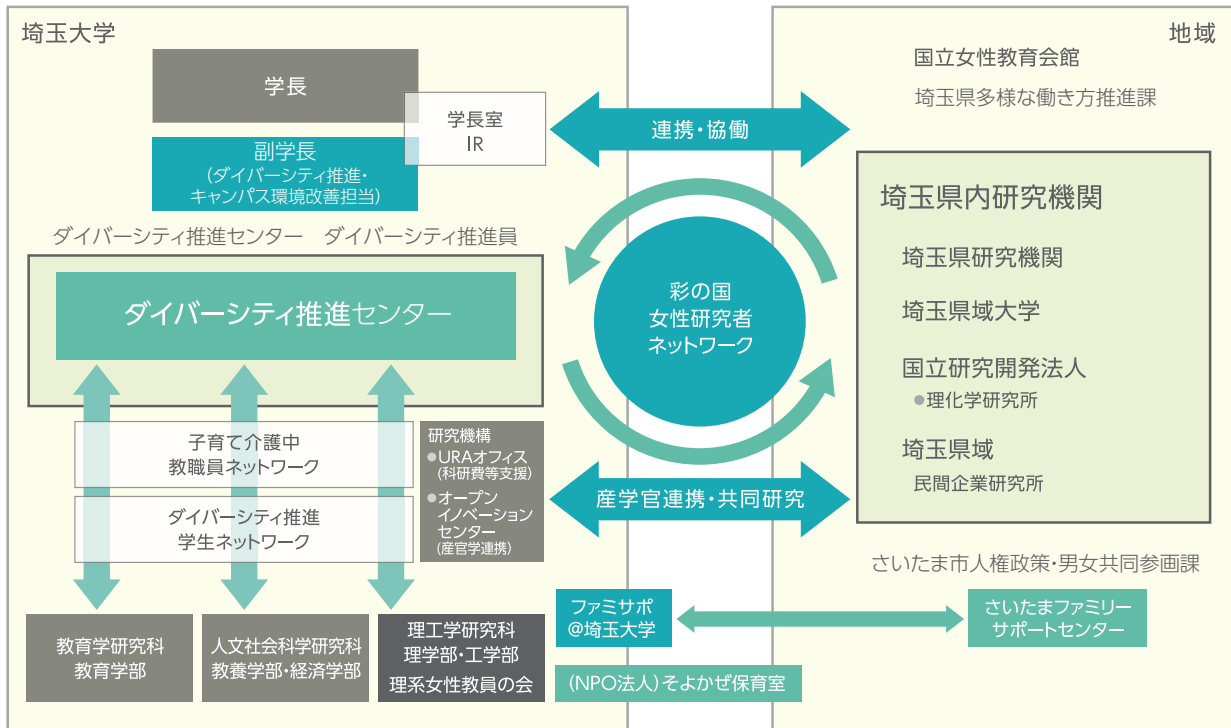 埼玉大学
学長
学長室
IR
副学長
(ダイバーシティ推進・
キャンパス環境改善担当)
ダイバーシティ推進センター　ダイバーシティ推進員
ダイバーシティ推進センター
子育て介護中
教職員ネットワーク
ダイバーシティ推進
学生ネットワーク
研究機構
●URAオフィス
(科研費等支援)
●オープン
イノベーション
センター
(産官学連携)
教育学研究科
教育学部
人文社会科学研究科
教養学部・経済学部
理工学研究科
理学部・工学部
理系女性教員の会
連携・協働
彩の国
女性研究者
ネットワーク
産学官連携・共同研究
ファミサポ
@埼玉大学
(NPO法人)そよかぜ保育室
地域
国立女性教育会館
埼玉県多様な働き方推進課
埼玉県内研究機関
埼玉県研究機関
埼玉県域大学
国立研究開発法人
●理化学研究所
埼玉県域
民間企業研究所
さいたま市人権政策・男女共同参画課
さいたまファミリー
サポートセンター